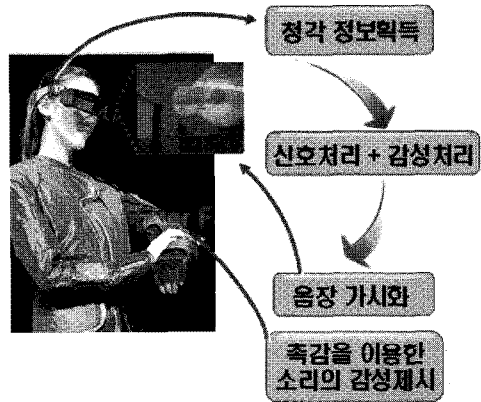 청각 정보획득
신호처리 + 감성처리
음장 가시화
촉감을 이용한
소리의 감성제시